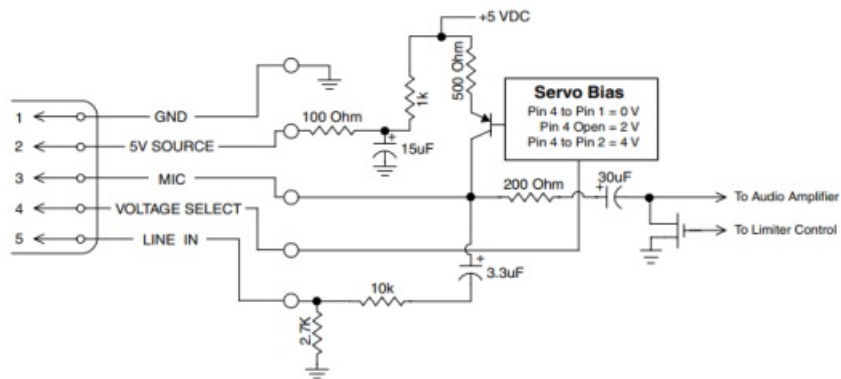 +5 VDC
500 Ohm
1k
Servo Bias
Pin 4 to Pin 1 = 0 V
Pin 4 Open = 2 V
Pin 4 to Pin 2 = 4 V
1
GND
100 Ohm
2
5V SOURCE
+
15uF
3
MIC
200 Ohm
+
30uF
To Audio Amplifier
4
VOLTAGE SELECT
To Limiter Control
5
LINE IN
+
3.3uF
10k
2.7K